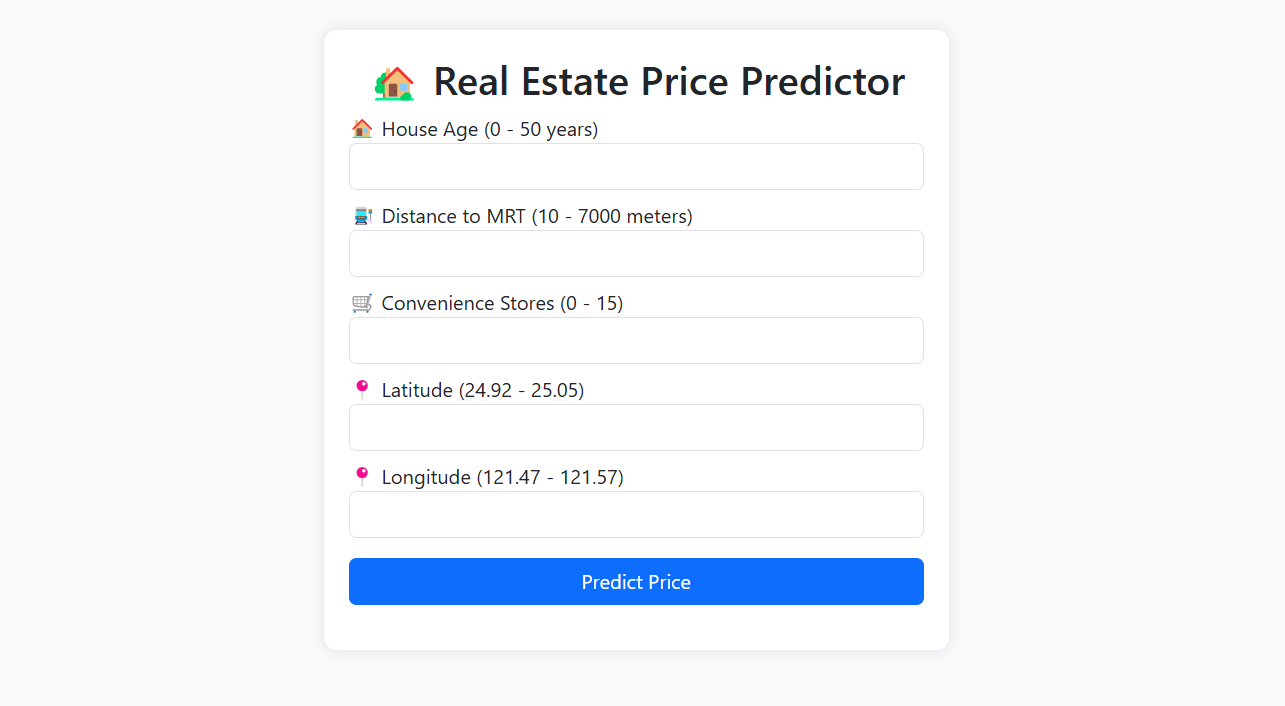 Real Estate Price Predictor
House Age (0 - 50 years)
Distance to MRT (10 - 7000 meters)
Convenience Stores (0 - 15)
Latitude (24.92 - 25.05)
Longitude (121.47 - 121.57)
Predict Price